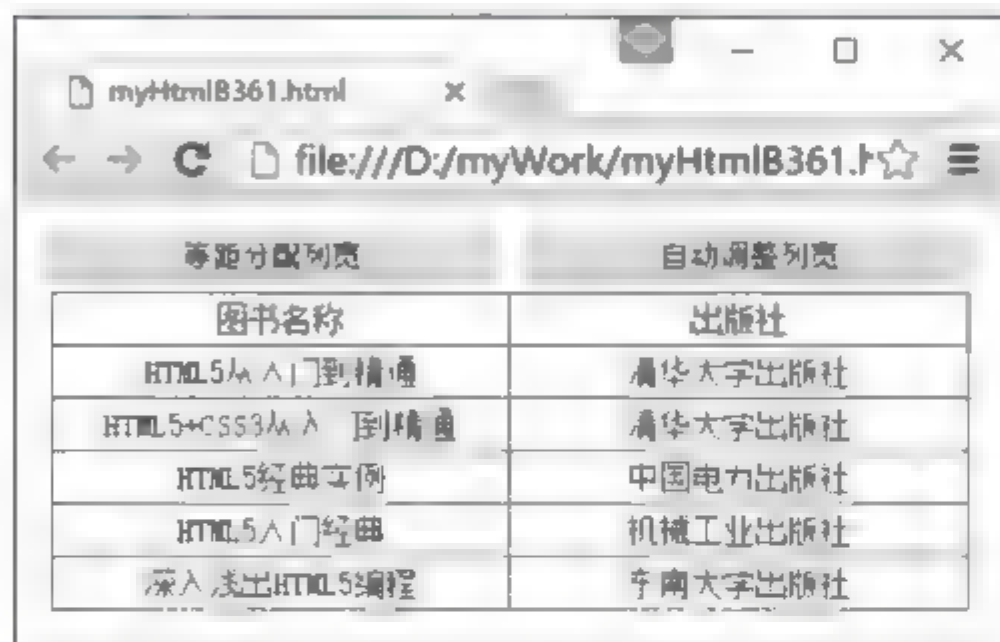 myHtmlB361.html
file:///D:/myWork/myHtmlB361.h
等距分配列宽 自动调整列宽
图书名称 出版社
HTML5从入门到精通 清华大学出版社
HTML5+CSS3从入 到精通 清华大学出版社
HTML5经典实例 中国电力出版社
HTML5入门经典 机械工业出版社
深入浅出HTML5编程 东南大学出版社